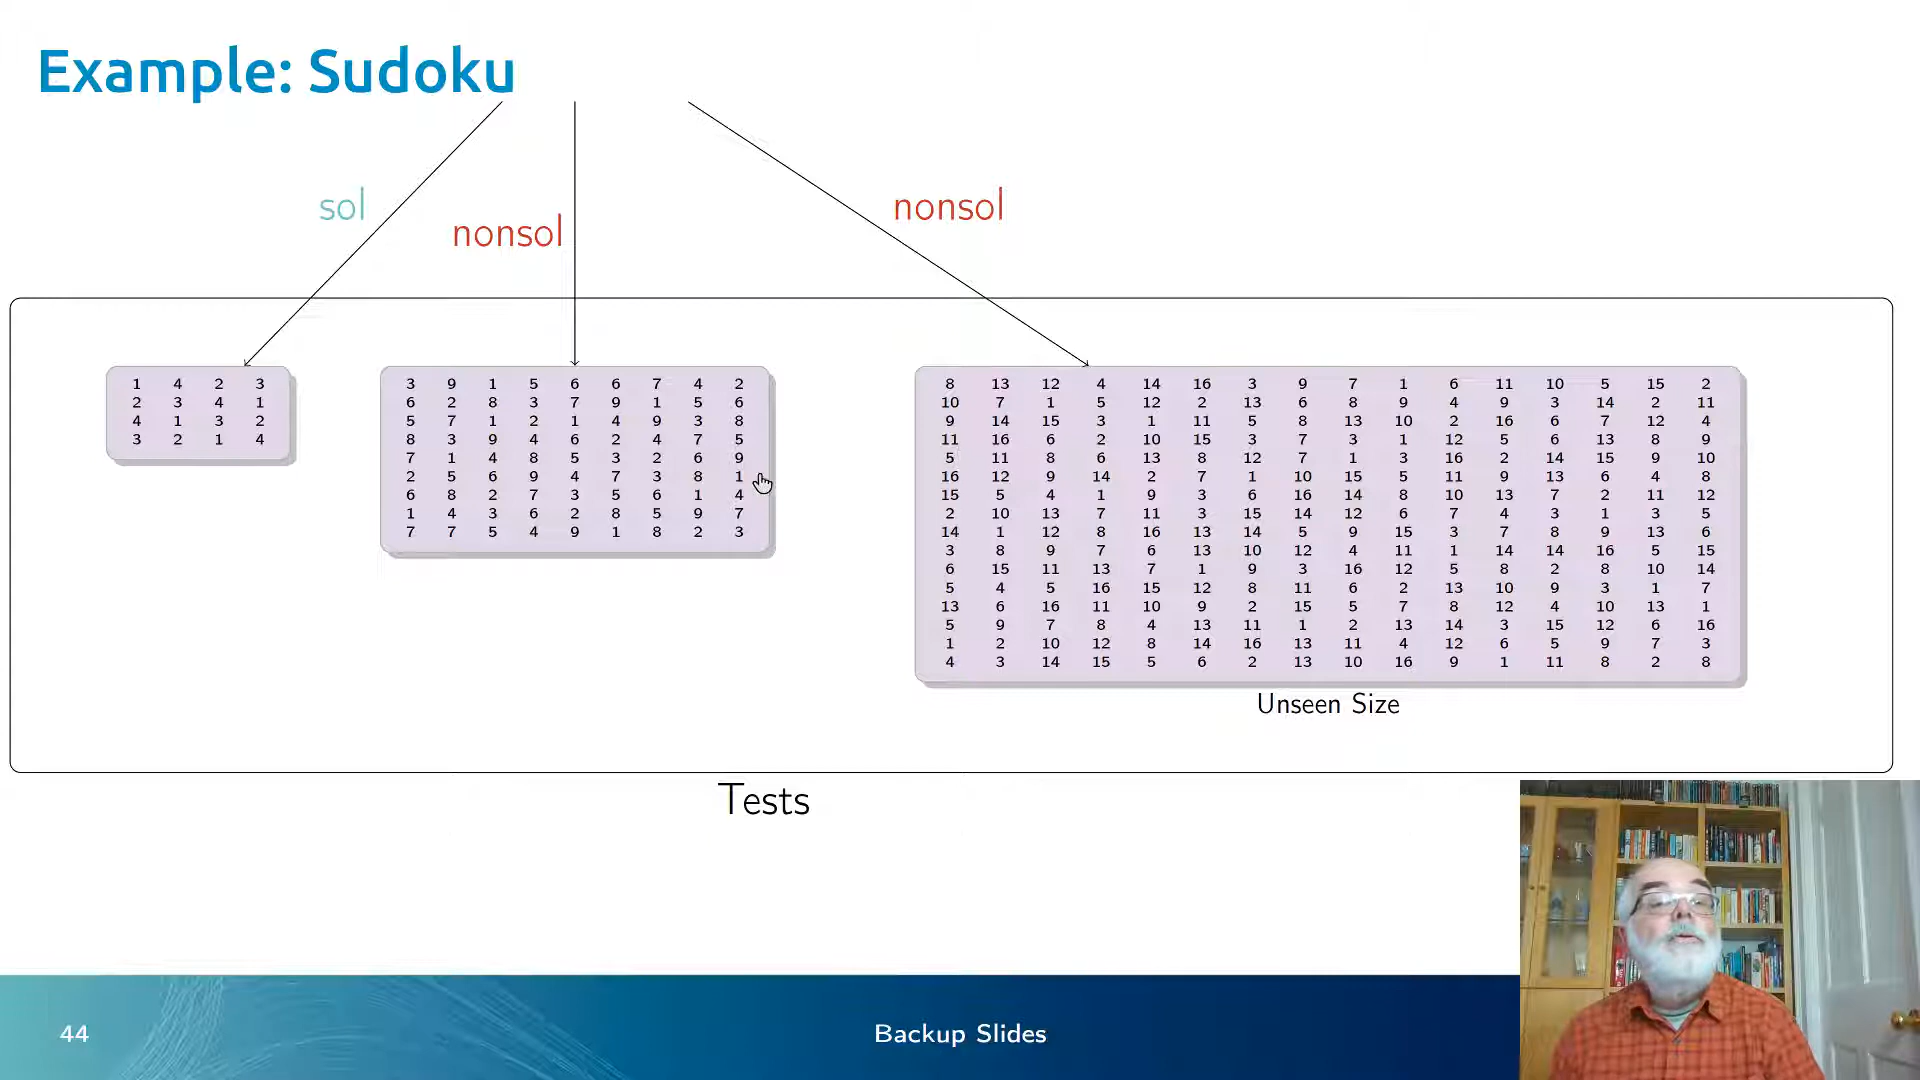 Example: Sudoku
sol
nonsol
nonsol
1 4 2 3
2 3 4 1
4 1 3 2
3 2 1 4
3 9 1 5 6 6 7 4 2
6 2 8 3 7 9 1 5 6
5 7 1 2 1 4 9 3 8
8 3 9 4 6 2 4 7 5
7 1 4 8 5 3 2 6 9
2 5 6 9 4 7 3 8 1
6 8 2 7 3 5 6 1 4
1 4 3 6 2 8 5 9 7
7 7 5 4 9 1 8 2 3
8 13 12 4 14 16 3 9 7 1 6 11 10 5 15 2
10 7 1 5 12 2 13 6 8 9 4 9 3 14 2 11
9 14 15 3 1 11 5 8 13 10 2 16 6 7 12 4
11 16 6 2 10 15 3 7 3 1 12 5 6 13 8 9
5 11 8 6 13 8 12 7 1 3 16 2 14 15 9 10
16 12 9 14 2 7 1 10 15 5 11 9 13 6 4 8
15 5 4 1 9 3 6 16 14 8 10 13 7 2 11 12
2 10 13 7 11 3 15 14 12 6 7 4 3 1 3 5
14 1 12 8 16 13 14 5 9 15 3 7 8 9 13 6
3 8 9 7 6 13 10 12 4 11 1 14 14 16 5 15
6 15 11 13 7 1 9 3 16 12 5 8 2 8 10 14
5 4 5 16 15 12 8 11 6 2 13 10 9 3 1 7
13 6 16 11 10 9 2 15 5 7 8 12 4 10 13 1
5 9 7 8 4 13 11 1 2 13 14 3 15 12 6 16
1 2 10 12 8 14 16 13 11 4 12 6 5 9 7 3
4 3 14 15 5 6 2 13 10 16 9 1 11 8 2 8
Unseen Size
Tests
44
Backup Slides